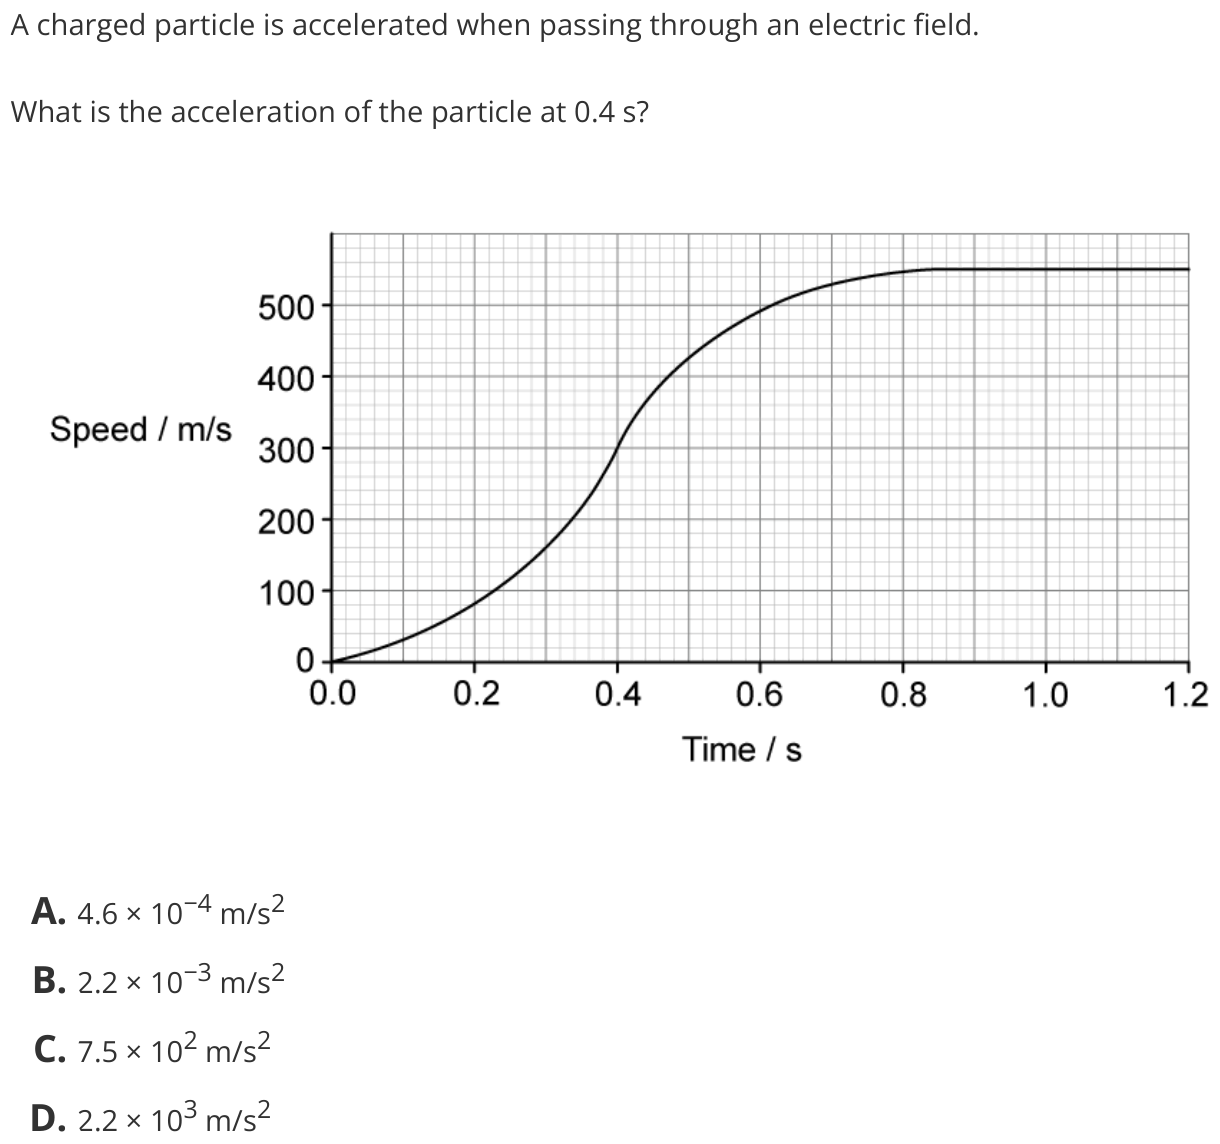 A charged particle is accelerated when passing through an electric field.
What is the acceleration of the particle at 0.4 s?
500
400
Speed / m/s
300
200
100
0
0.0 0.2 0.4 0.6 0.8 1.0 1.2
Time / s
A. 4.6 × 10⁻⁴ m/s²
B. 2.2 × 10⁻³ m/s²
C. 7.5 × 10² m/s²
D. 2.2 × 10³ m/s²